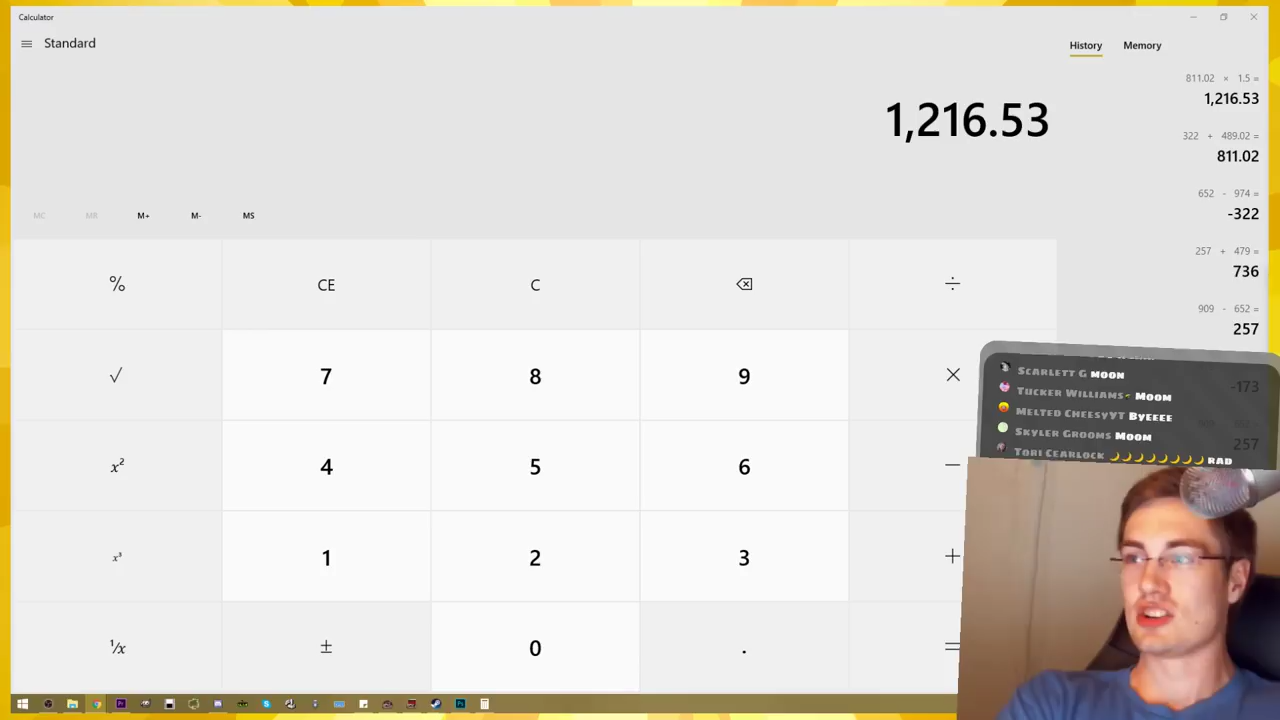 Calculator
Standard
History
Memory
811.02 × 1.5 =
1,216.53
1,216.53
322 + 489.02 =
811.02
652 - 974 =
-322
MC
MR
M+
M-
MS
257 + 479 =
736
%
CE
C
÷
909 - 652 =
257
√
7
8
9
×
-173
x²
4
5
6
−
257
x³
1
2
3
+
¹/x
±
0
.
=
Scarlett G Moon
Tucker Williams Moom
Melted CheesyYT Byeeee
Skyler Grooms Moom
Tori Cearlock 🌙🌙🌙🌙🌙🌙🌙🌙 rad